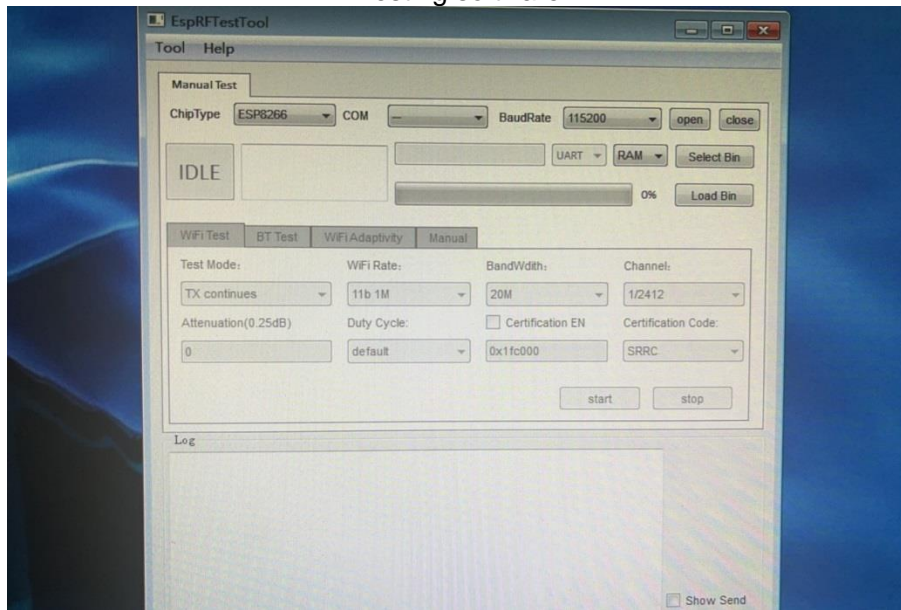 EspRFTestTool
Tool Help
Manual Test
ChipType ESP8266 COM --- BaudRate 115200 open close
IDLE UART RAM Select Bin
0% Load Bin
WiFi Test BT Test WiFi Adaptivity Manual
Test Mode: WiFi Rate: BandWdith: Channel:
TX continues 11b 1M 20M 1/2412
Attenuation(0.25dB) Duty Cycle: Certification EN Certification Code:
0 default 0x1fc000 SRRC
start stop
Log
Show Send